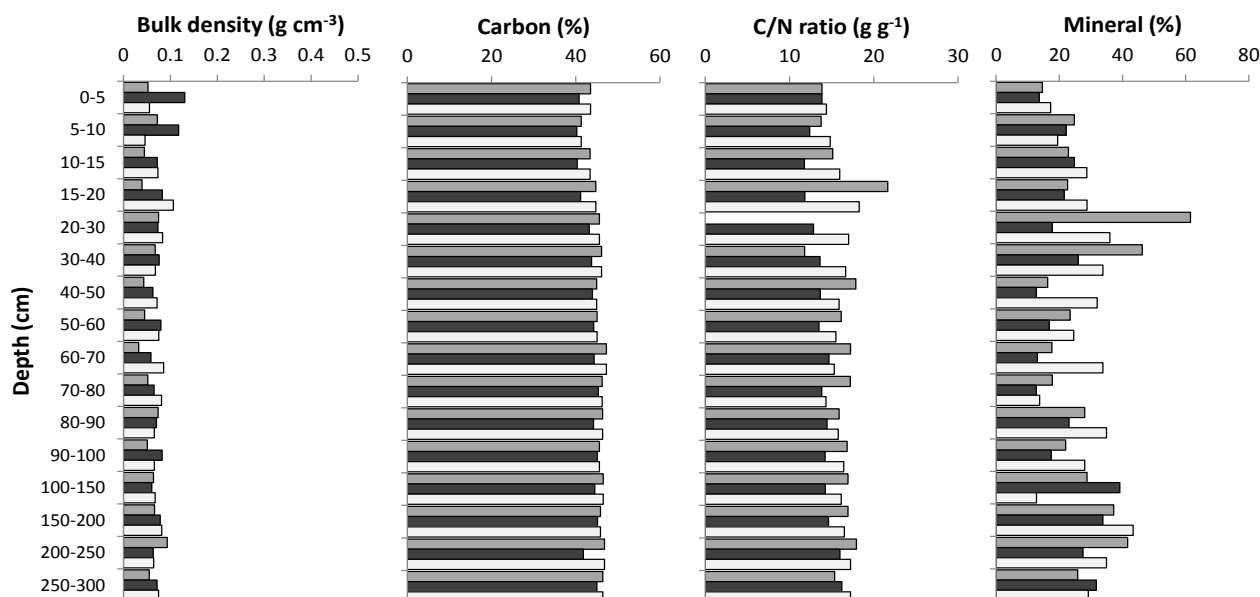 Bulk density (g cm-3)
0 0.1 0.2 0.3 0.4 0.5
Carbon (%)
0 20 40 60
C/N ratio (g g-1)
0 10 20 30
Mineral (%)
0 20 40 60 80
Depth (cm)
0-5
5-10
10-15
15-20
20-30
30-40
40-50
50-60
60-70
70-80
80-90
90-100
100-150
150-200
200-250
250-300